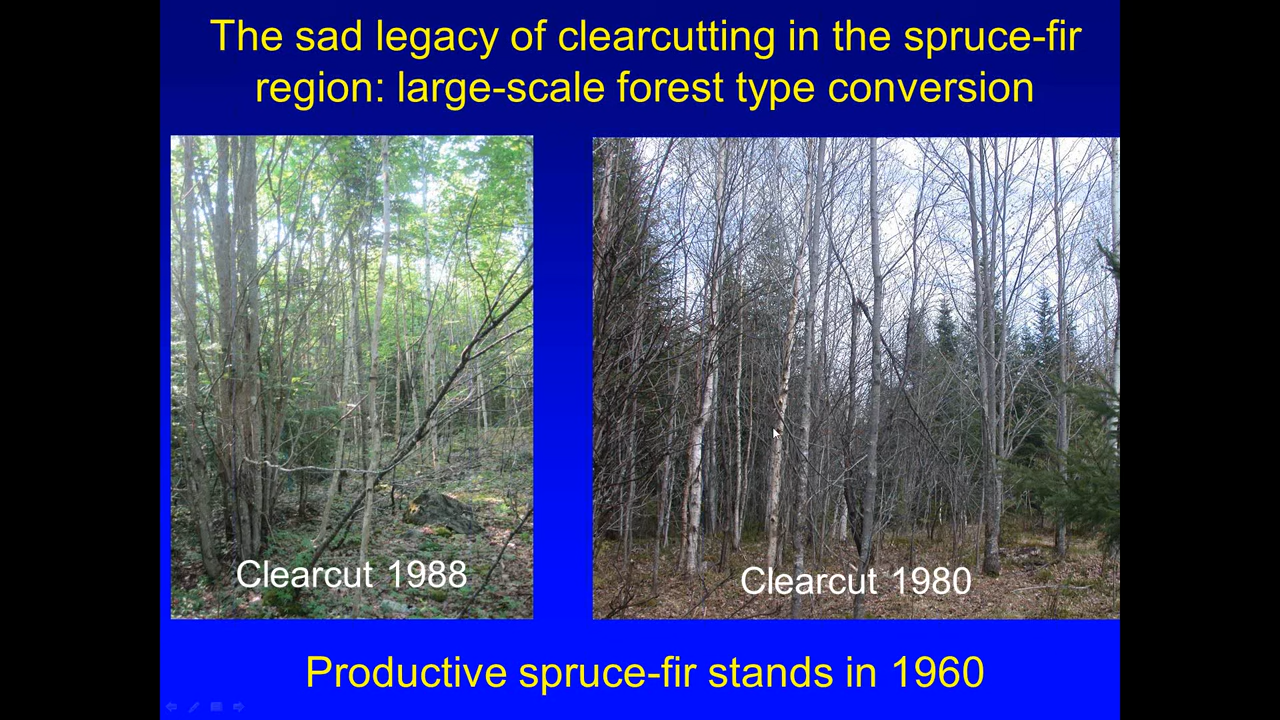 The sad legacy of clearcutting in the spruce-fir
region: large-scale forest type conversion
Clearcut 1988
Clearcut 1980
Productive spruce-fir stands in 1960